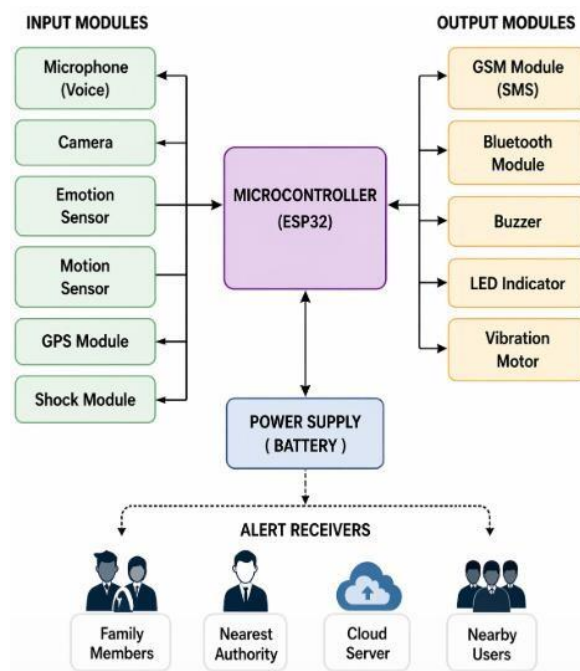 INPUT MODULES
Microphone
(Voice)
Camera
Emotion
Sensor
Motion
Sensor
GPS Module
Shock Module
MICROCONTROLLER
(ESP32)
OUTPUT MODULES
GSM Module
(SMS)
Bluetooth
Module
Buzzer
LED Indicator
Vibration
Motor
POWER SUPPLY
( BATTERY )
ALERT RECEIVERS
Family
Members
Nearest
Authority
Cloud
Server
Nearby
Users